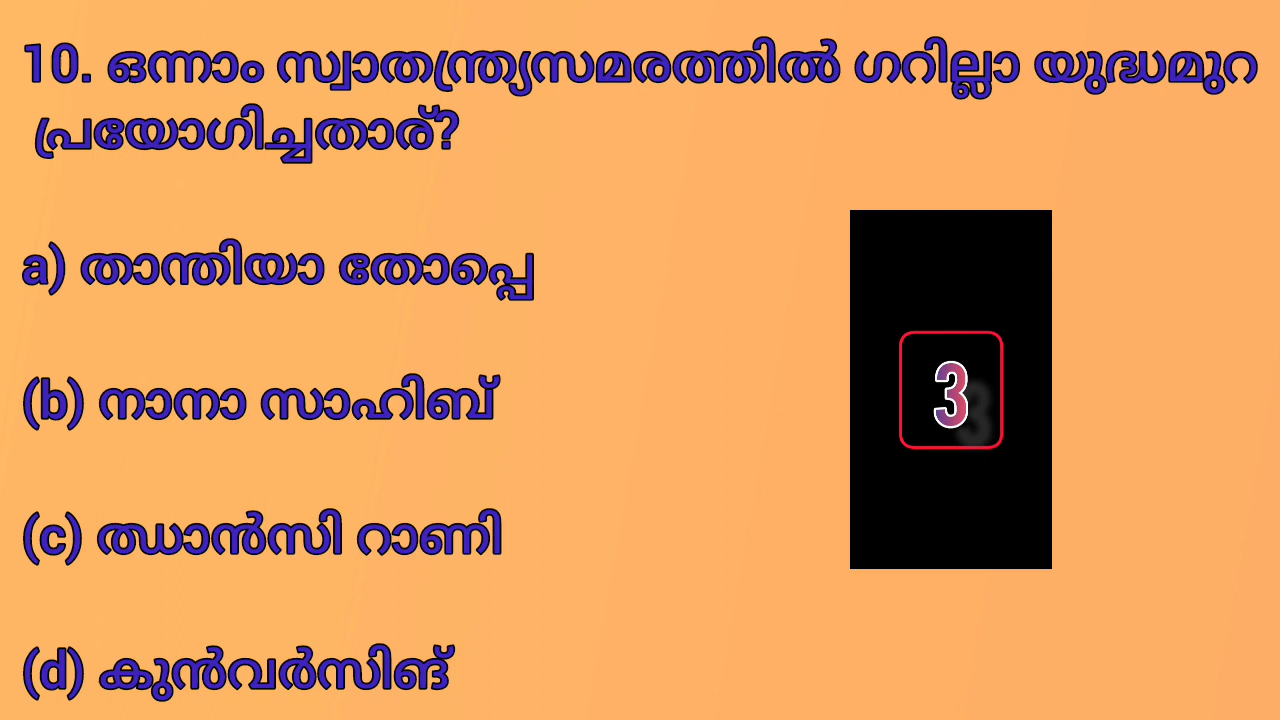 10. ഒന്നാം സ്വാതന്ത്ര്യസമരത്തിൽ ഗറില്ലാ യുദ്ധമുറ
പ്രയോഗിച്ചതാര്?
a) താന്തിയാ തോപ്പെ
(b) നാനാ സാഹിബ്
3
(c) ഝാൻസി റാണി
(d) കുൻവർസിങ്